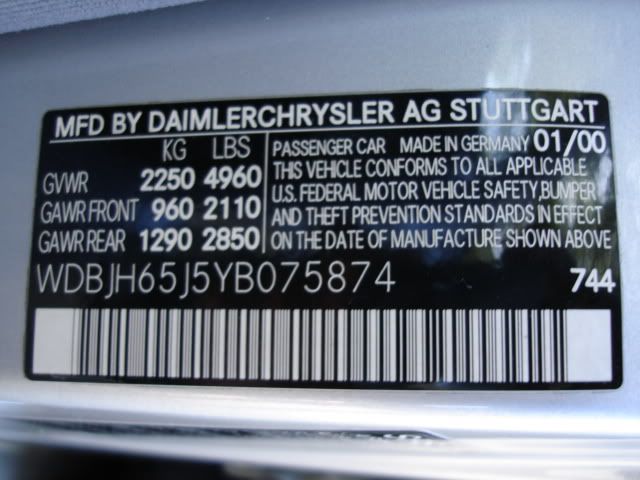 MFD BY DAIMLERCHRYSLER AG STUTTGART
KG LBS
GVWR 2250 4960
GAWR FRONT 960 2110
GAWR REAR 1290 2850
PASSENGER CAR MADE IN GERMANY 01/00
THIS VEHICLE CONFORMS TO ALL APPLICABLE
U.S. FEDERAL MOTOR VEHICLE SAFETY, BUMPER
AND THEFT PREVENTION STANDARDS IN EFFECT
ON THE DATE OF MANUFACTURE SHOWN ABOVE
WDBJH65J5YB075874
744